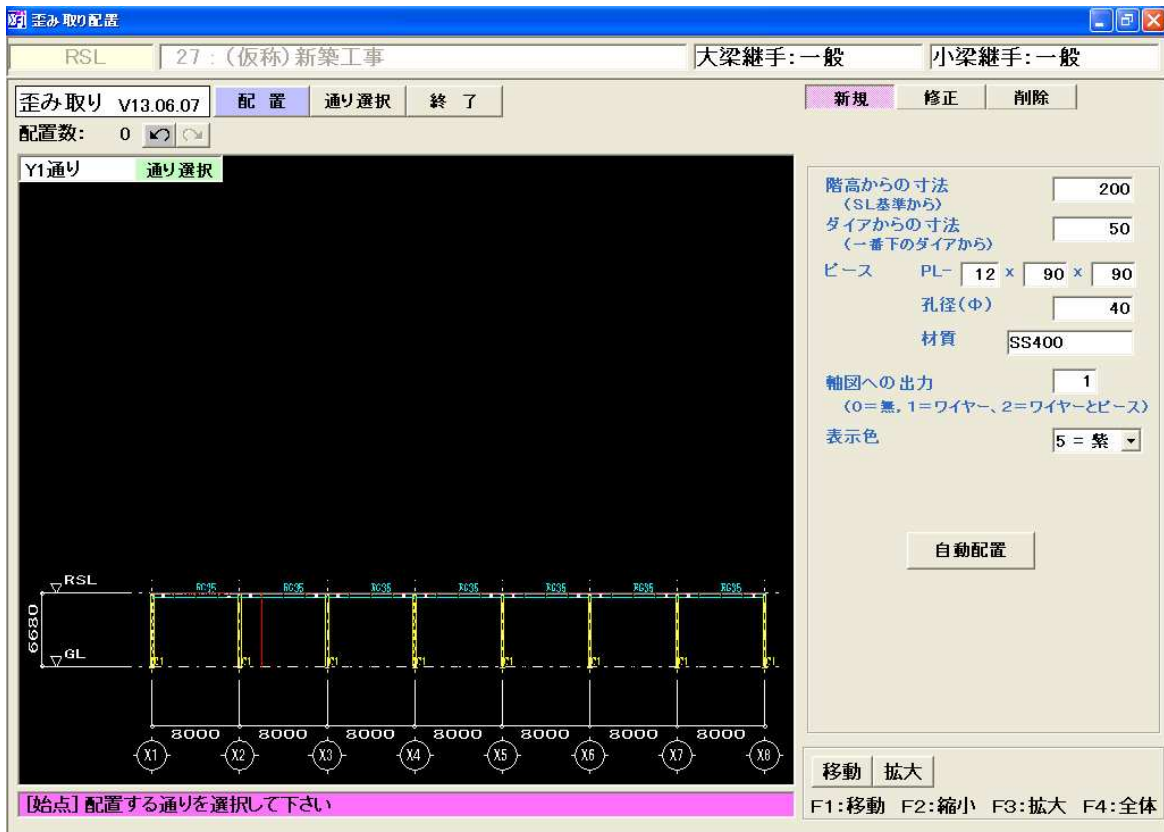 歪み取り配置
RSL 27：(仮称)新築工事 大梁継手:一般 小梁継手:一般
歪み取り V13.06.07 配 置 通り選択 終 了 新規 修正 削除
配置数: 0
Y1通り 通り選択
階高からの寸法 200
(SL基準から)
ダイアからの寸法 50
(一番下のダイアから)
ピース PL- 12 x 90 x 90
孔径(Φ) 40
材質 SS400
軸図への出力 1
(0=無, 1=ワイヤー、2=ワイヤーとピース)
表示色 5 = 紫
自動配置
RSL RG35 RG35 RG35 RG35 RG35 RG35 RG35
6680
GL
8000 8000 8000 8000 8000 8000 8000
X1 X2 X3 X4 X5 X6 X7 X8
移動 拡大
[始点] 配置する通りを選択して下さい F1:移動 F2:縮小 F3:拡大 F4:全体